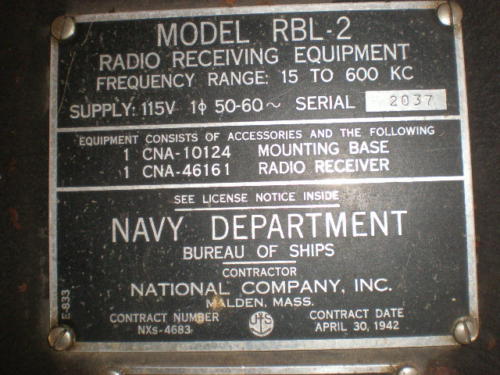 MODEL RBL-2
RADIO RECEIVING EQUIPMENT
FREQUENCY RANGE: 15 TO 600 KC
SUPPLY: 115V 1ϕ 50-60~ SERIAL 2037
EQUIPMENT CONSISTS OF ACCESSORIES AND THE FOLLOWING
1 CNA-10124 MOUNTING BASE
1 CNA-46161 RADIO RECEIVER
SEE LICENSE NOTICE INSIDE
NAVY DEPARTMENT
BUREAU OF SHIPS
CONTRACTOR
NATIONAL COMPANY, INC.
MALDEN, MASS.
CONTRACT NUMBER
NXs-4683
CONTRACT DATE
APRIL 30, 1942
E-833